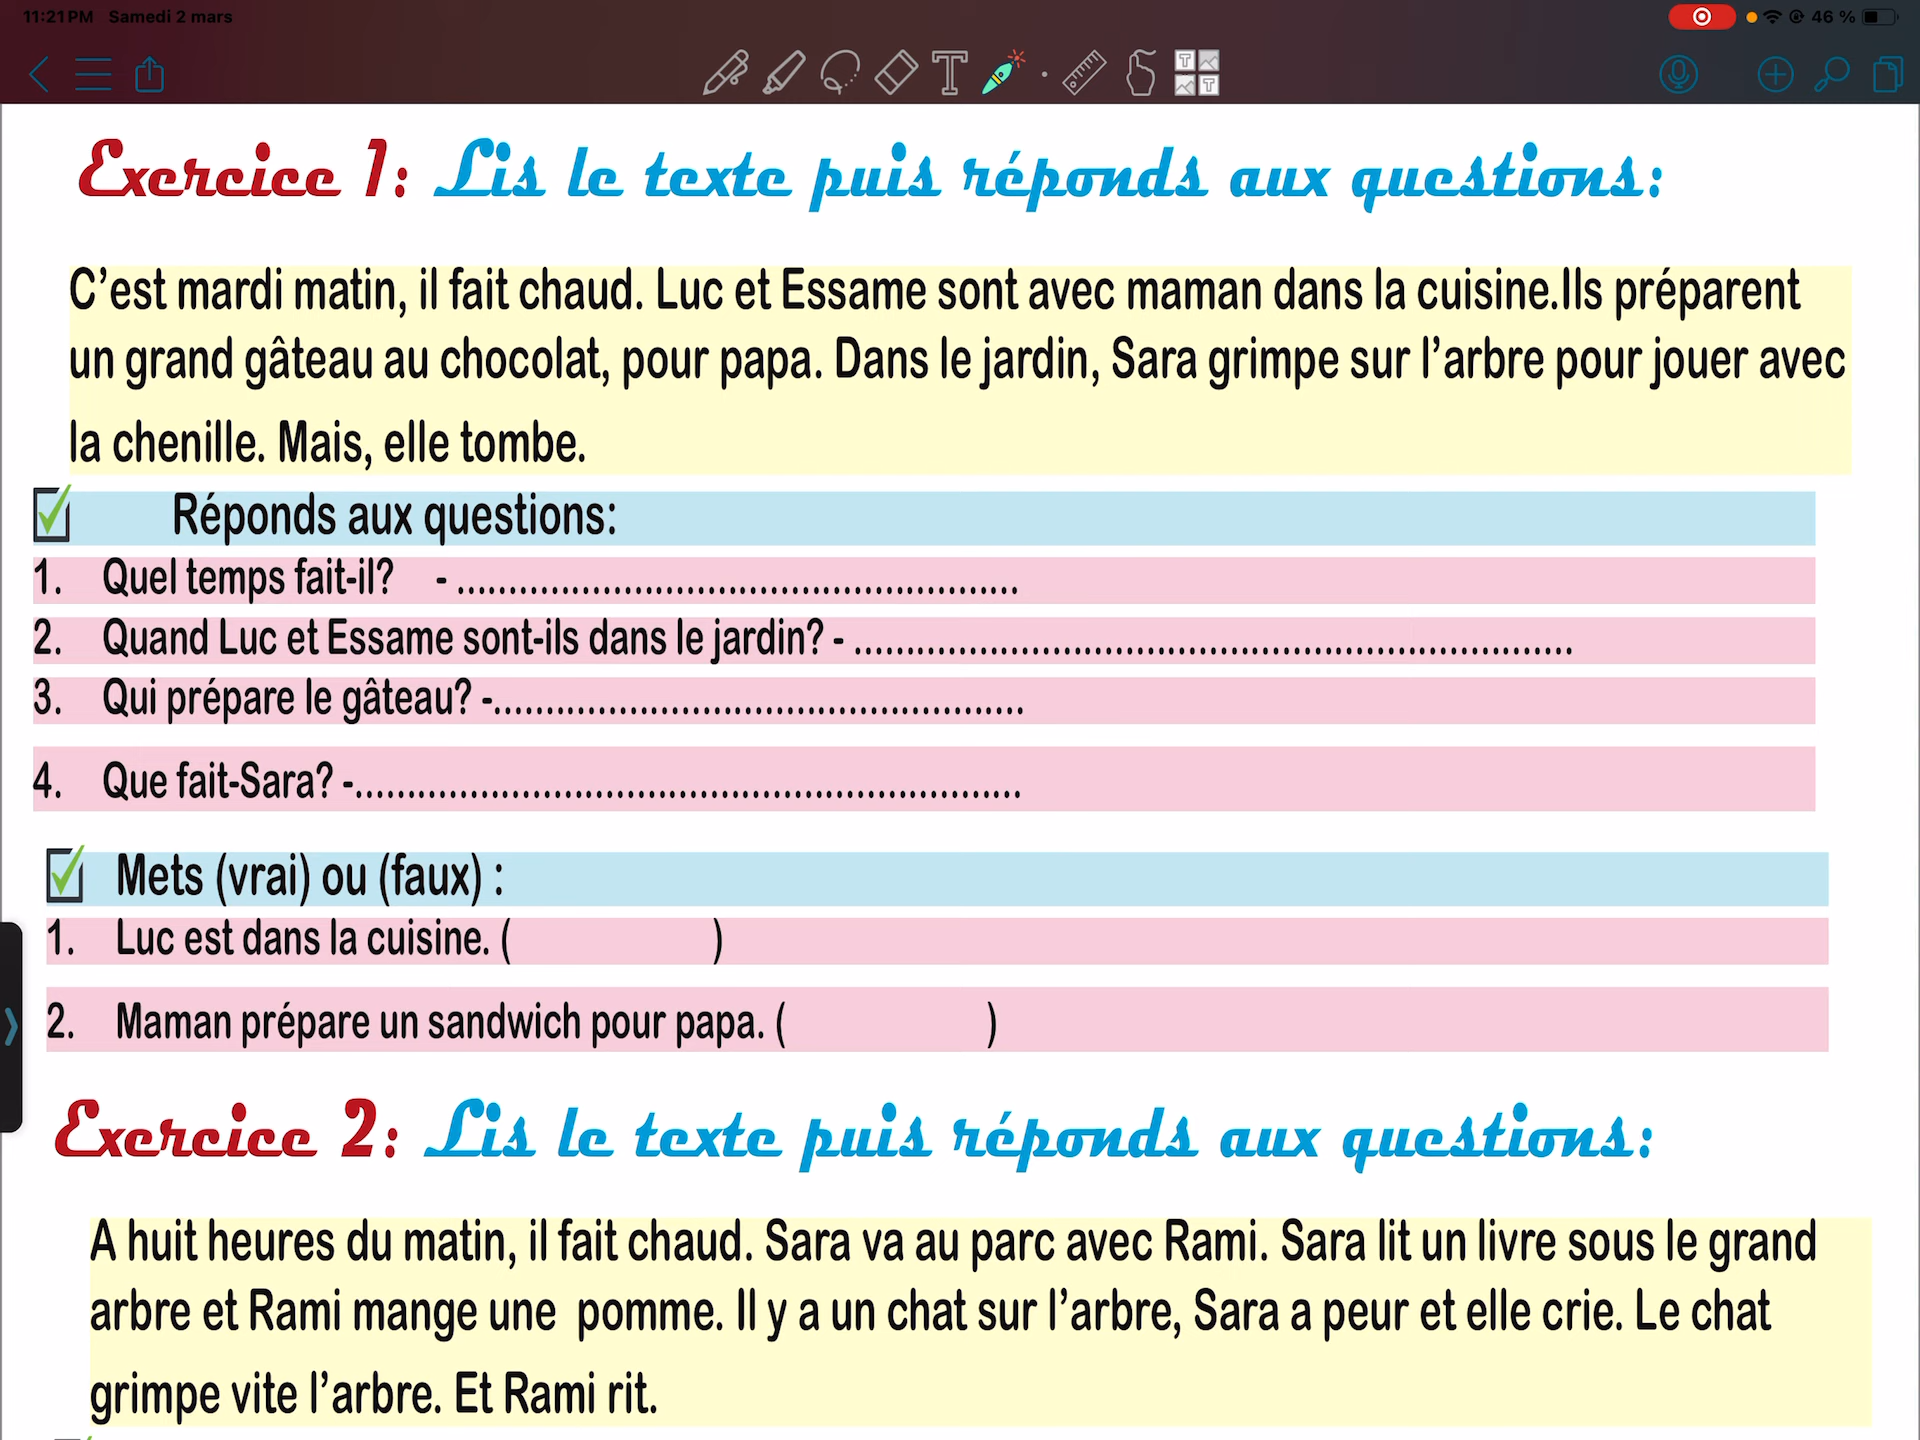 11:21 PM Samedi 2 mars
46 %
Exercice 1: Lis le texte puis réponds aux questions:
C’est mardi matin, il fait chaud. Luc et Essame sont avec maman dans la cuisine.Ils préparent
un grand gâteau au chocolat, pour papa. Dans le jardin, Sara grimpe sur l’arbre pour jouer avec
la chenille. Mais, elle tombe.
Réponds aux questions:
1. Quel temps fait-il? - ......................................................
2. Quand Luc et Essame sont-ils dans le jardin? - .....................................................................
3. Qui prépare le gâteau? -...................................................
4. Que fait-Sara? -................................................................
Mets (vrai) ou (faux) :
1. Luc est dans la cuisine. ( )
2. Maman prépare un sandwich pour papa. ( )
Exercice 2: Lis le texte puis réponds aux questions:
A huit heures du matin, il fait chaud. Sara va au parc avec Rami. Sara lit un livre sous le grand
arbre et Rami mange une pomme. Il y a un chat sur l’arbre, Sara a peur et elle crie. Le chat
grimpe vite l’arbre. Et Rami rit.